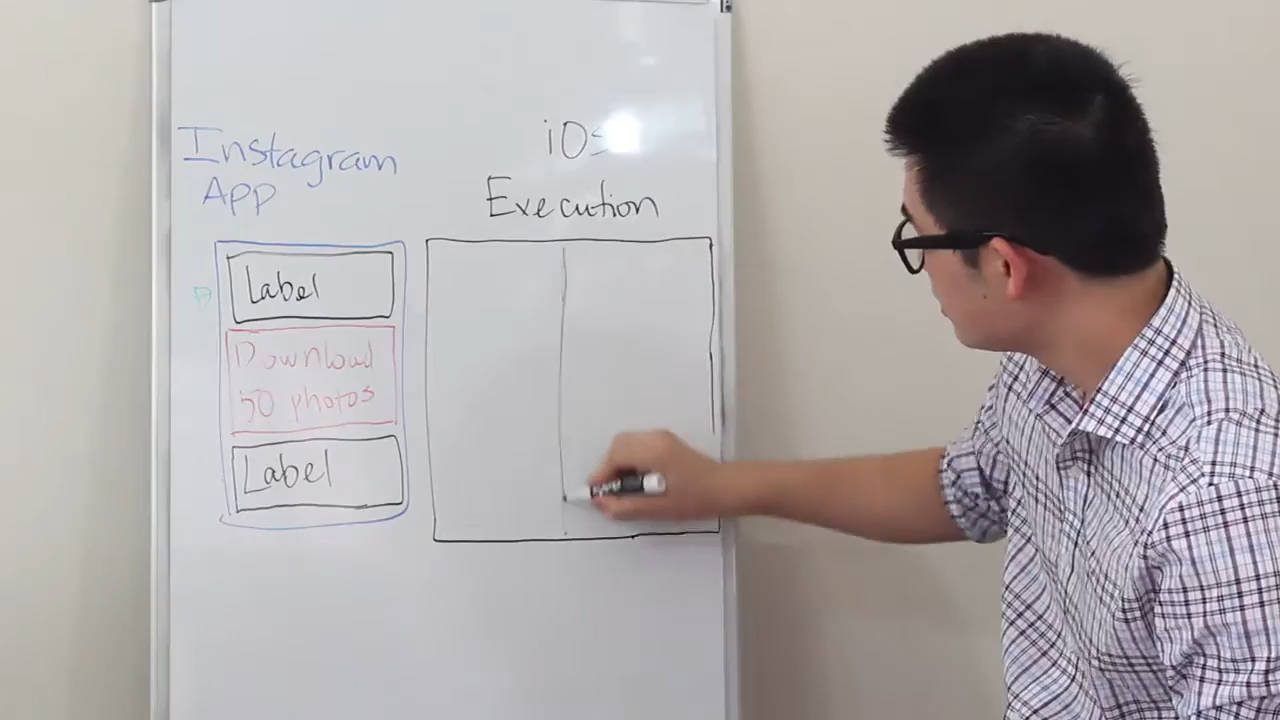 Instagram
App
iOS
Execution
Label
Download
50 photos
Label